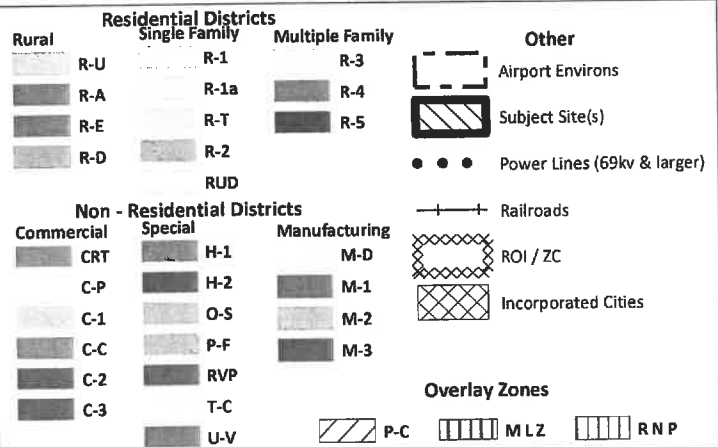 Residential Districts
Rural
R-U
R-A
R-E
R-D
Single Family
R-1
R-1a
R-T
R-2
RUD
Multiple Family
R-3
R-4
R-5
Non - Residential Districts
Commercial
CRT
C-P
C-1
C-C
C-2
C-3
Special
H-1
H-2
O-S
P-F
RVP
T-C
U-V
Manufacturing
M-D
M-1
M-2
M-3
Other
Airport Environs
Subject Site(s)
Power Lines (69kv & larger)
Railroads
ROI / ZC
Incorporated Cities
Overlay Zones
P-C
MLZ
RNP